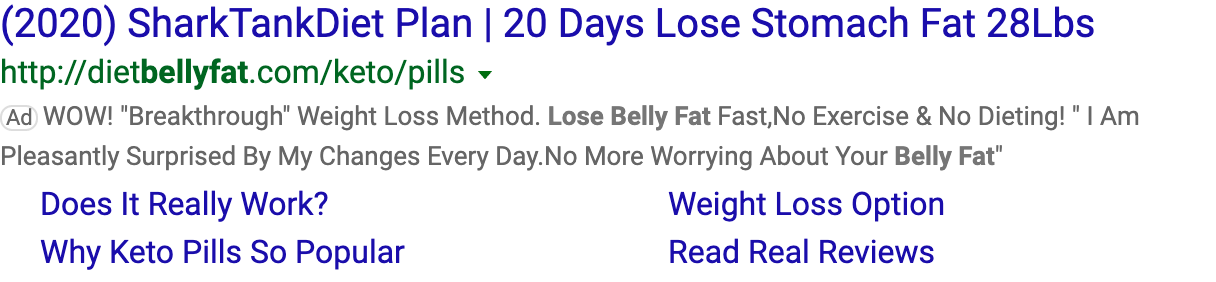 (2020) SharkTankDiet Plan | 20 Days Lose Stomach Fat 28Lbs
http://dietbellyfat.com/keto/pills
Ad WOW! "Breakthrough" Weight Loss Method. Lose Belly Fat Fast,No Exercise & No Dieting! " I Am
Pleasantly Surprised By My Changes Every Day.No More Worrying About Your Belly Fat"
Does It Really Work? Weight Loss Option
Why Keto Pills So Popular Read Real Reviews